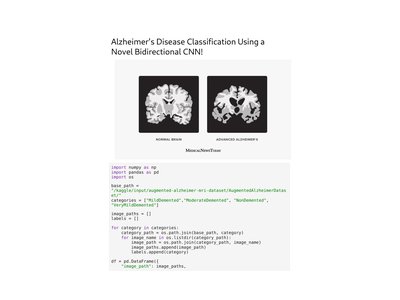 Alzheimer's Disease Classification Using a
Novel Bidirectional CNN!
NORMAL BRAIN
ADVANCED ALZHEIMER'S
MEDICALNEWSTODAY
import numpy as np
import pandas as pd
import os
base_path =
"/kaggle/input/augmented-alzheimer-mri-dataset/AugmentedAlzheimerDatas
et/"
categories = ["MildDemented","ModerateDemented", "NonDemented",
"VeryMildDemented"]
image_paths = []
labels = []
for category in categories:
category_path = os.path.join(base_path, category)
for image_name in os.listdir(category_path):
image_path = os.path.join(category_path, image_name)
image_paths.append(image_path)
labels.append(category)
df = pd.DataFrame({
"image_path": image_paths,